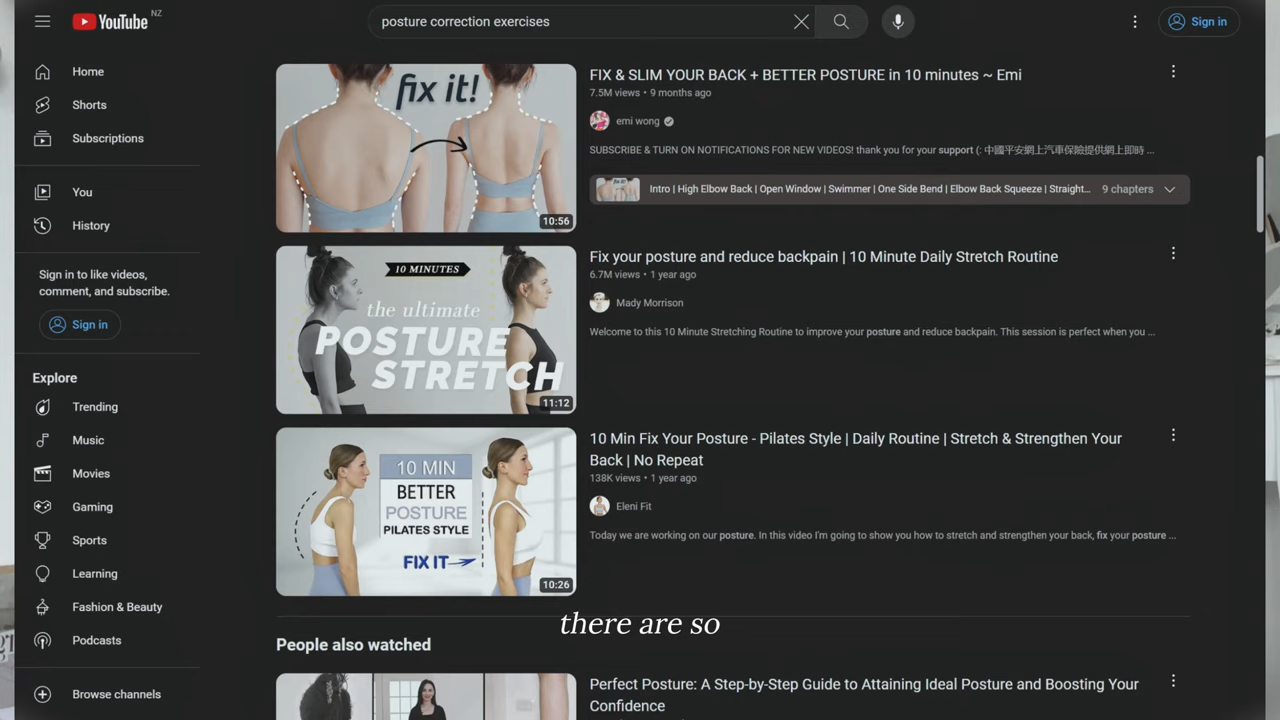 YouTube NZ
posture correction exercises
Sign in
Home
Shorts
Subscriptions
You
History
Sign in to like videos,
comment, and subscribe.
Sign in
Explore
Trending
Music
Movies
Gaming
Sports
Learning
Fashion & Beauty
Podcasts
Browse channels
fix it!
10:56
FIX & SLIM YOUR BACK + BETTER POSTURE in 10 minutes ~ Emi
7.5M views • 9 months ago
emi wong
SUBSCRIBE & TURN ON NOTIFICATIONS FOR NEW VIDEOS! thank you for your support (: 中國平安網上汽車保險提供網上即時 ...
Intro | High Elbow Back | Open Window | Swimmer | One Side Bend | Elbow Back Squeeze | Straight... 9 chapters
10 MINUTES
the ultimate
POSTURE
STRETCH
11:12
Fix your posture and reduce backpain | 10 Minute Daily Stretch Routine
6.7M views • 1 year ago
Mady Morrison
Welcome to this 10 Minute Stretching Routine to improve your posture and reduce backpain. This session is perfect when you ...
10 MIN
BETTER
POSTURE
PILATES STYLE
FIX IT
10:26
10 Min Fix Your Posture - Pilates Style | Daily Routine | Stretch & Strengthen Your
Back | No Repeat
138K views • 1 year ago
Eleni Fit
Today we are working on our posture. In this video I'm going to show you how to stretch and strengthen your back, fix your posture ...
there are so
People also watched
Perfect Posture: A Step-by-Step Guide to Attaining Ideal Posture and Boosting Your
Confidence